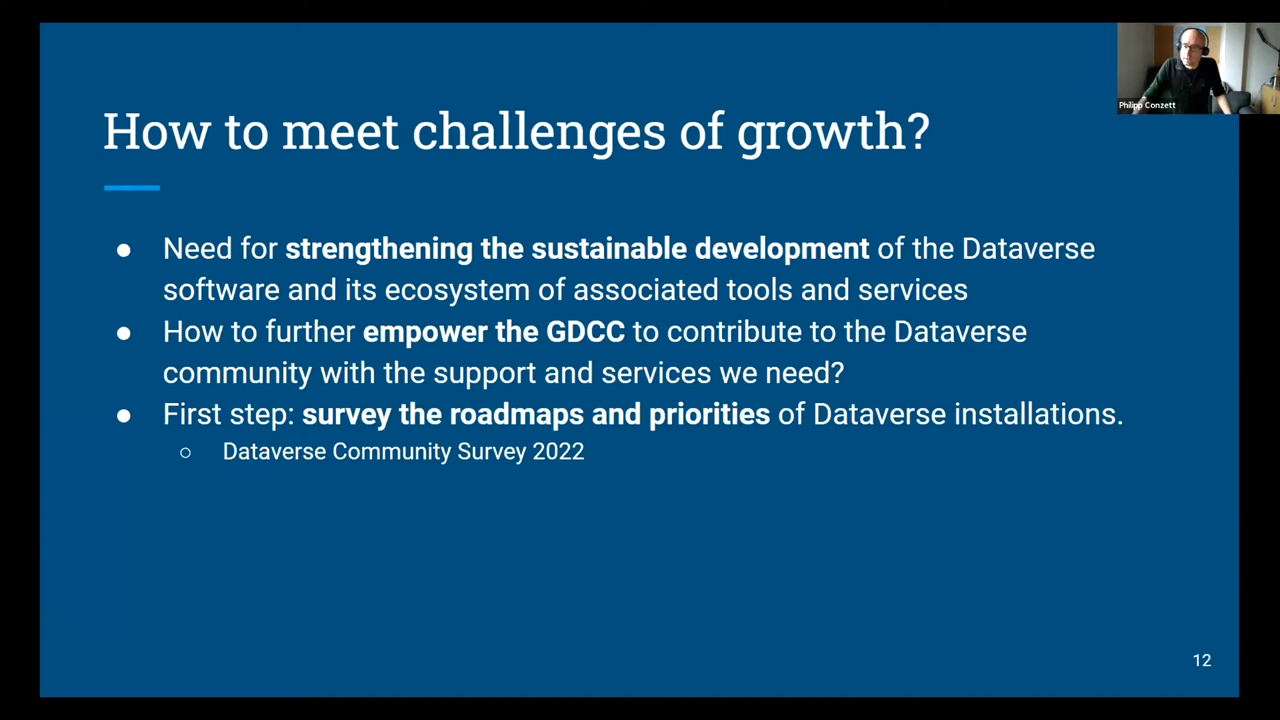 Philipp Conzett
How to meet challenges of growth?
● Need for strengthening the sustainable development of the Dataverse
software and its ecosystem of associated tools and services
● How to further empower the GDCC to contribute to the Dataverse
community with the support and services we need?
● First step: survey the roadmaps and priorities of Dataverse installations.
○ Dataverse Community Survey 2022
12